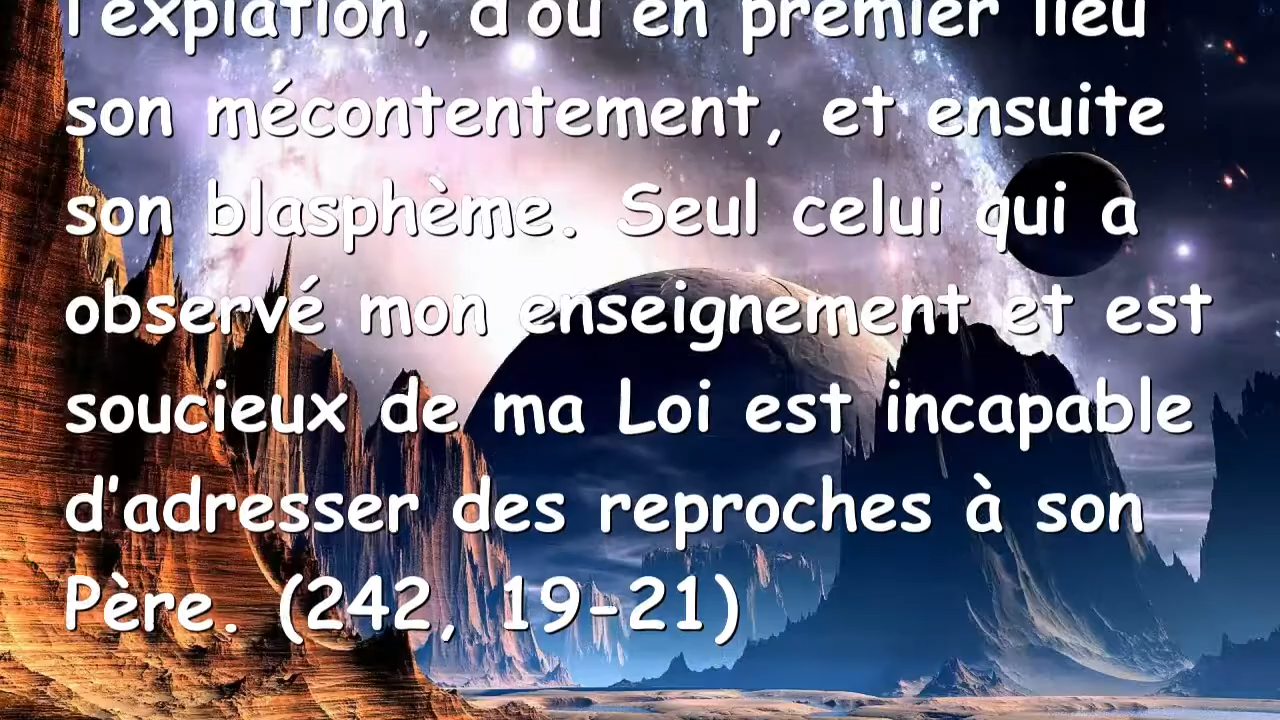 l'expiation, d'où en premier lieu
son mécontentement, et ensuite
son blasphème. Seul celui qui a
observé mon enseignement et est
soucieux de ma Loi est incapable
d'adresser des reproches à son
Père. (242, 19-21)